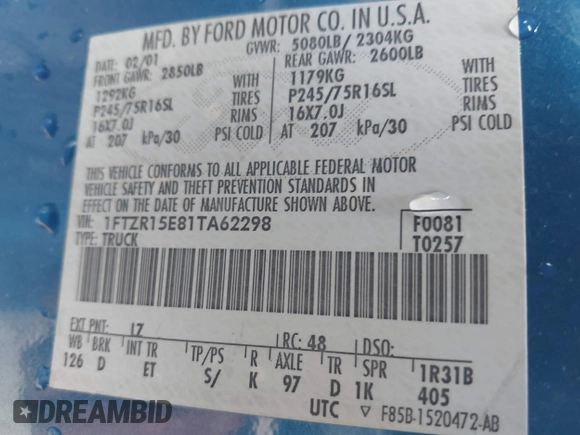 MFD. BY FORD MOTOR CO. IN U.S.A.
DATE: 02/01 GVWR: 5080LB/ 2304KG
FRONT GAWR: 2850LB REAR GAWR: 2600LB
1292KG WITH 1179KG WITH
P245/75R16SL TIRES P245/75R16SL TIRES
16X7.0J RIMS 16X7.0J RIMS
AT 207 kPa/30 PSI COLD AT 207 kPa/30 PSI COLD
THIS VEHICLE CONFORMS TO ALL APPLICABLE FEDERAL MOTOR
VEHICLE SAFETY AND THEFT PREVENTION STANDARDS IN
EFFECT ON THE DATE OF MANUFACTURE SHOWN ABOVE.
VIN: 1FTZR15E81TA62298 F0081
TYPE: TRUCK T0257
EXT PNT: L7 RC: 48 DSO:
WB BRK INT TR TP/PS R AXLE TR SPR 1R31B
126 D ET S/ K 97 D 1K 405
UTC ▽ F85B-1520472-AB
DREAMBID